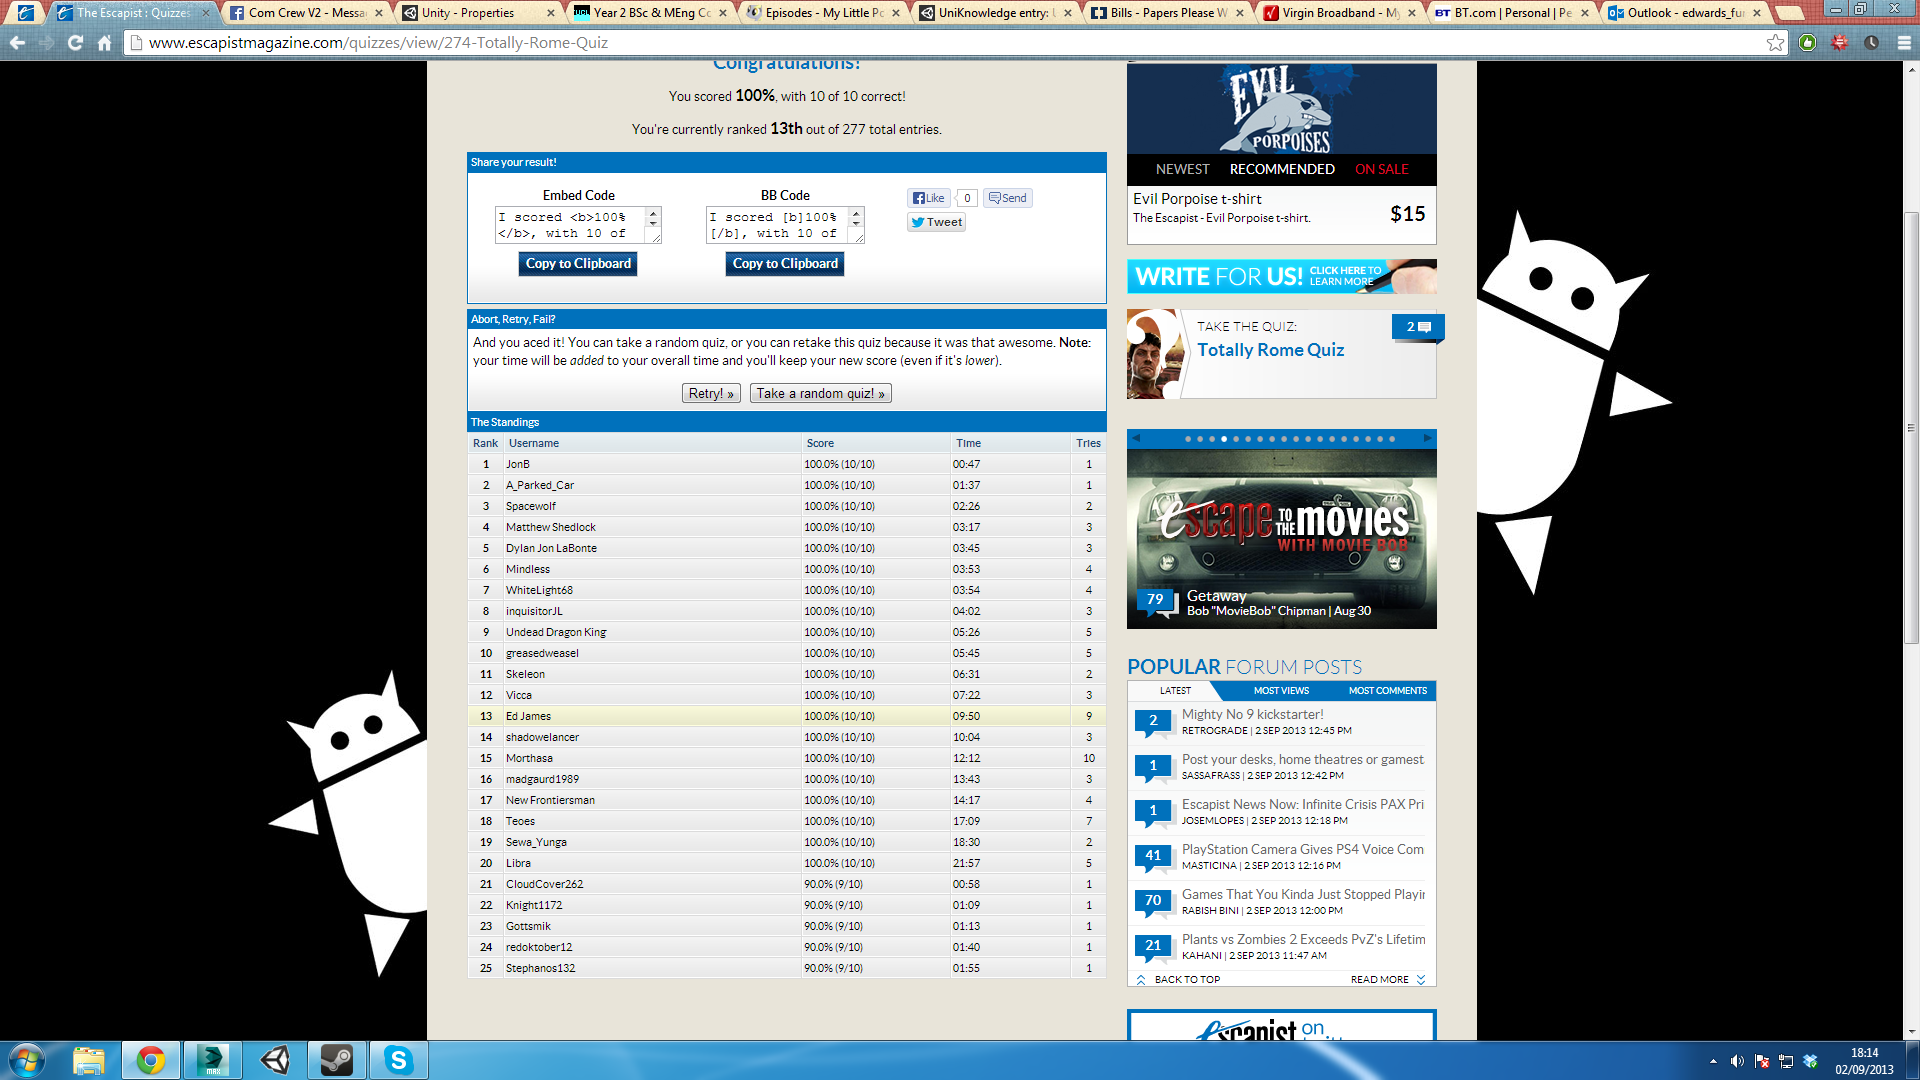 The Escapist : Quizzes
Com Crew V2 - Messa
Unity - Properties
Year 2 BSc & MEng Co
Episodes - My Little Po
UniKnowledge entry: U
Bills - Papers Please W
Virgin Broadband - My
BT.com | Personal | Pe
Outlook - edwards_fur
www.escapistmagazine.com/quizzes/view/274-Totally-Rome-Quiz
Congratulations!
You scored 100%, with 10 of 10 correct!
You're currently ranked 13th out of 277 total entries.
Share your result!
Embed Code
I scored <b>100%
</b>, with 10 of
Copy to Clipboard
BB Code
I scored [b]100%
[/b], with 10 of
Copy to Clipboard
Like 0 Send
Tweet
Abort, Retry, Fail?
And you aced it! You can take a random quiz, or you can retake this quiz because it was that awesome. Note:
your time will be added to your overall time and you'll keep your new score (even if it's lower).
Retry! » Take a random quiz! »
The Standings
Rank Username Score Time Tries
1 JonB 100.0% (10/10) 00:47 1
2 A_Parked_Car 100.0% (10/10) 01:37 1
3 Spacewolf 100.0% (10/10) 02:26 2
4 Matthew Shedlock 100.0% (10/10) 03:17 3
5 Dylan Jon LaBonte 100.0% (10/10) 03:45 3
6 Mindless 100.0% (10/10) 03:53 4
7 WhiteLight68 100.0% (10/10) 03:54 4
8 inquisitorJL 100.0% (10/10) 04:02 3
9 Undead Dragon King 100.0% (10/10) 05:26 5
10 greasedweasel 100.0% (10/10) 05:45 5
11 Skeleon 100.0% (10/10) 06:31 2
12 Vicca 100.0% (10/10) 07:22 3
13 Ed James 100.0% (10/10) 09:50 9
14 shadowelancer 100.0% (10/10) 10:04 3
15 Morthasa 100.0% (10/10) 12:12 10
16 madgaurd1989 100.0% (10/10) 13:43 3
17 New Frontiersman 100.0% (10/10) 14:17 4
18 Teoes 100.0% (10/10) 17:09 7
19 Sewa_Yunga 100.0% (10/10) 18:30 2
20 Libra 100.0% (10/10) 21:57 5
21 CloudCover262 90.0% (9/10) 00:58 1
22 Knight1172 90.0% (9/10) 01:09 1
23 Gottsmik 90.0% (9/10) 01:13 1
24 redoktober12 90.0% (9/10) 01:40 1
25 Stephanos132 90.0% (9/10) 01:55 1
EVIL
PORPOISES
NEWEST RECOMMENDED ON SALE
Evil Porpoise t-shirt
The Escapist - Evil Porpoise t-shirt.
$15
WRITE FOR US! CLICK HERE TO
LEARN MORE
TAKE THE QUIZ:
Totally Rome Quiz
2
escape TO THE movies
WITH MOVIE BOB
79
Getaway
Bob "MovieBob" Chipman | Aug 30
POPULAR FORUM POSTS
LATEST MOST VIEWS MOST COMMENTS
2 Mighty No 9 kickstarter!
RETROGRADE | 2 SEP 2013 12:45 PM
1 Post your desks, home theatres or gamest
SASSAFRASS | 2 SEP 2013 12:42 PM
1 Escapist News Now: Infinite Crisis PAX Pri
JOSEMLOPES | 2 SEP 2013 12:18 PM
41 PlayStation Camera Gives PS4 Voice Com
MASTICINA | 2 SEP 2013 12:16 PM
70 Games That You Kinda Just Stopped Playin
RABISH BINI | 2 SEP 2013 12:00 PM
21 Plants vs Zombies 2 Exceeds PvZ's Lifetim
KAHANI | 2 SEP 2013 11:47 AM
BACK TO TOP READ MORE
escapist on
18:14
02/09/2013